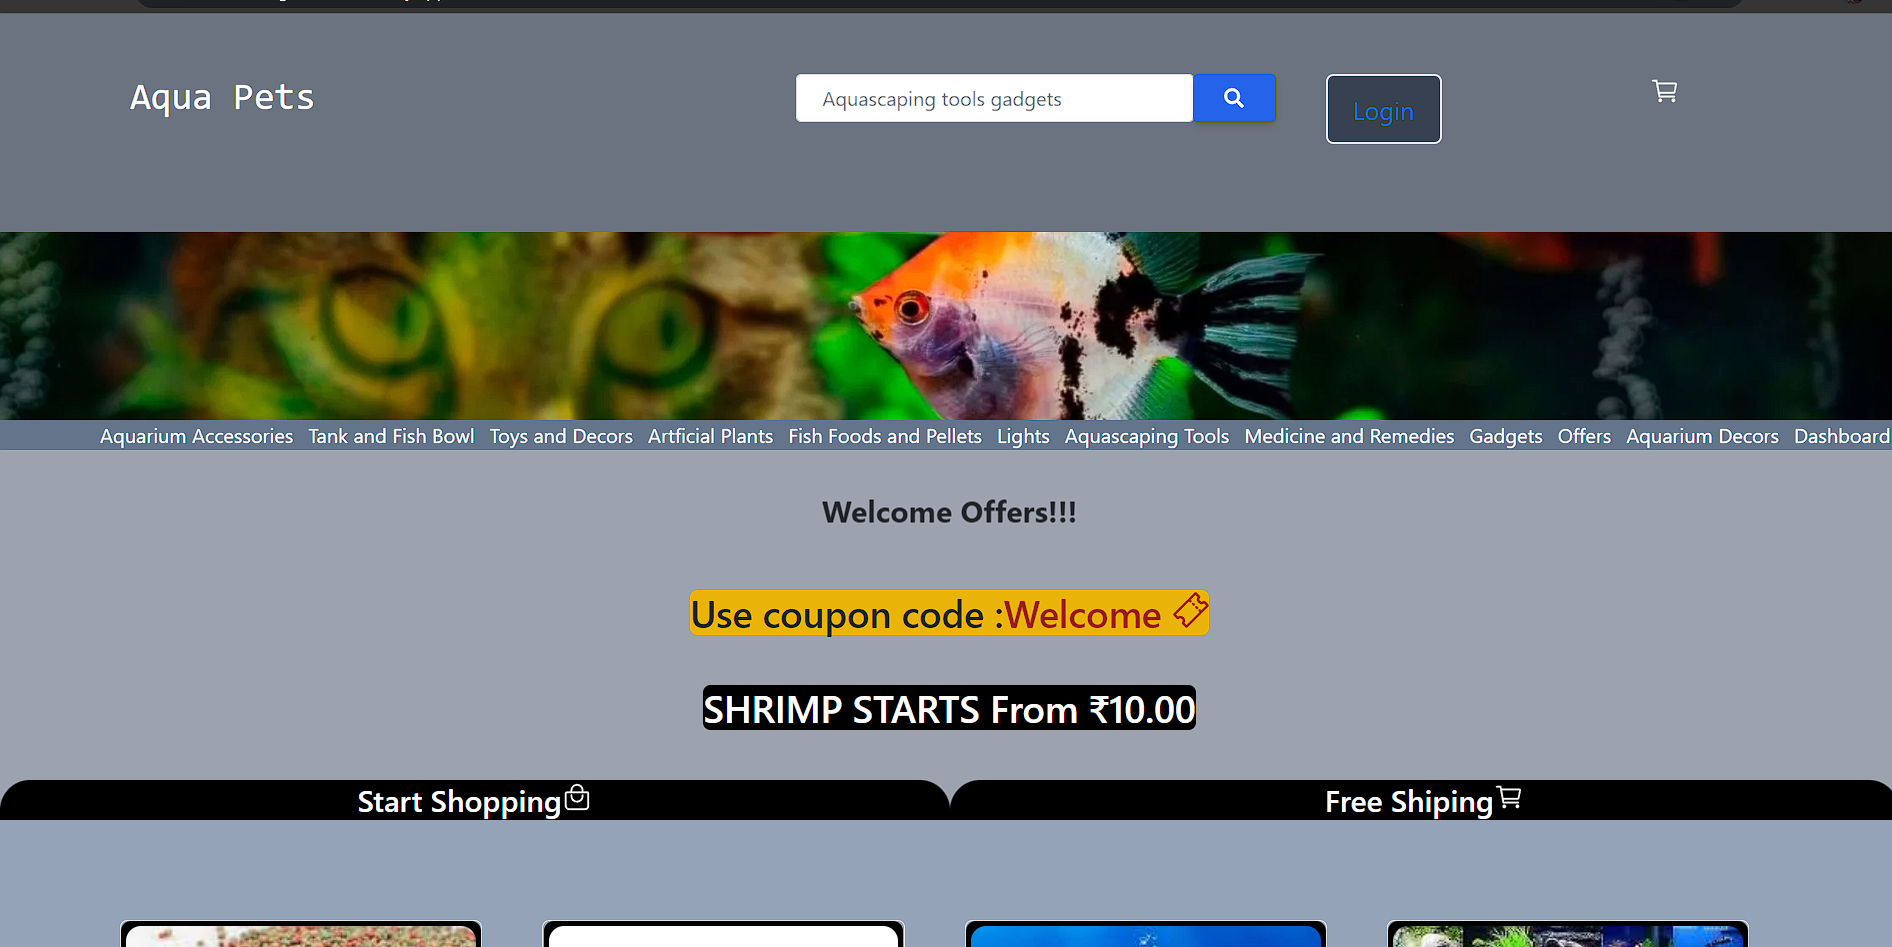 Aqua Pets
Aquascaping tools gadgets
Login
Aquarium Accessories Tank and Fish Bowl Toys and Decors Artficial Plants Fish Foods and Pellets Lights Aquascaping Tools Medicine and Remedies Gadgets Offers Aquarium Decors Dashboard
Welcome Offers!!!
Use coupon code :Welcome
SHRIMP STARTS From ₹10.00
Start Shopping
Free Shiping